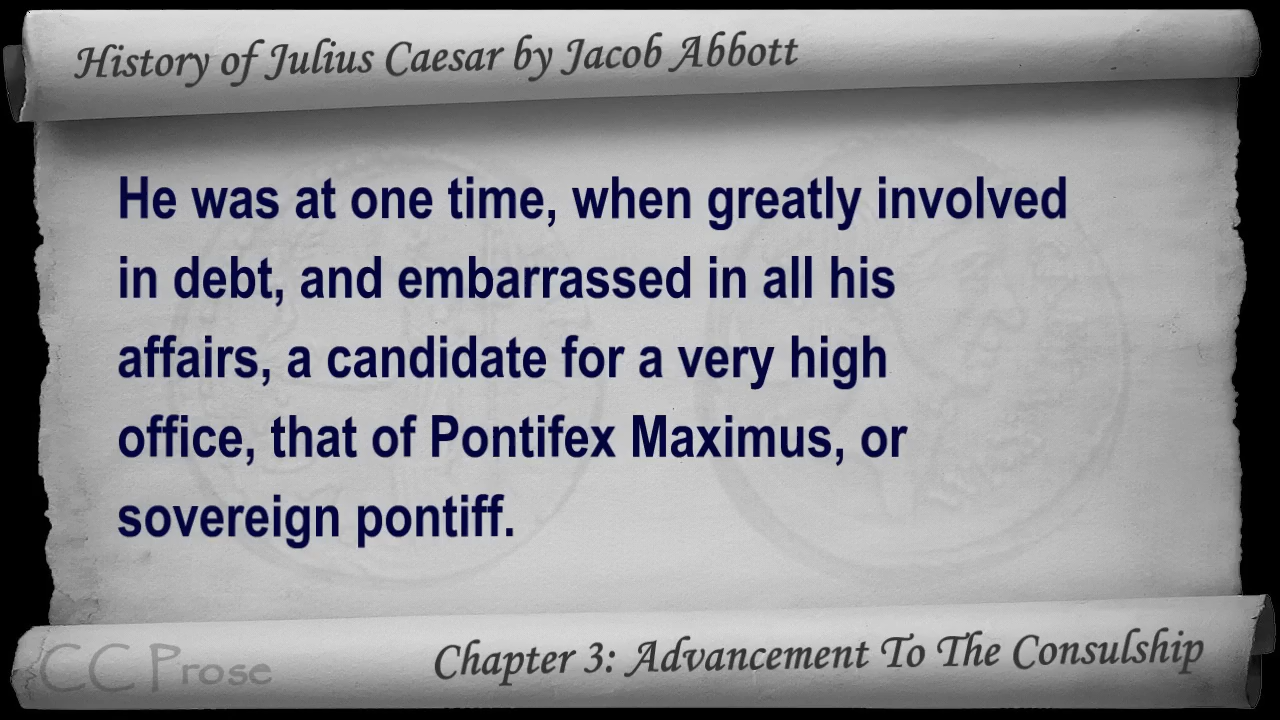 History of Julius Caesar by Jacob Abbott
He was at one time, when greatly involved
in debt, and embarrassed in all his
affairs, a candidate for a very high
office, that of Pontifex Maximus, or
sovereign pontiff.
CC Prose
Chapter 3: Advancement To The Consulship